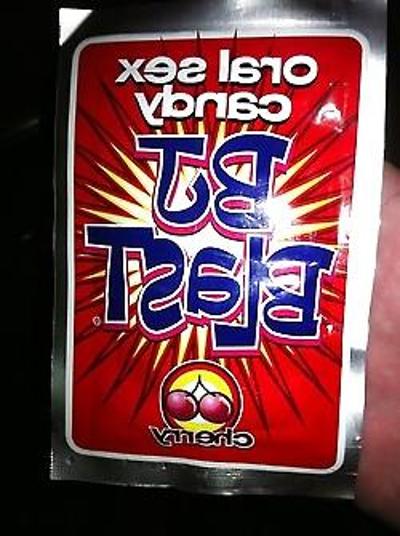 oral sex
candy
BJ
BLaST®
cherry